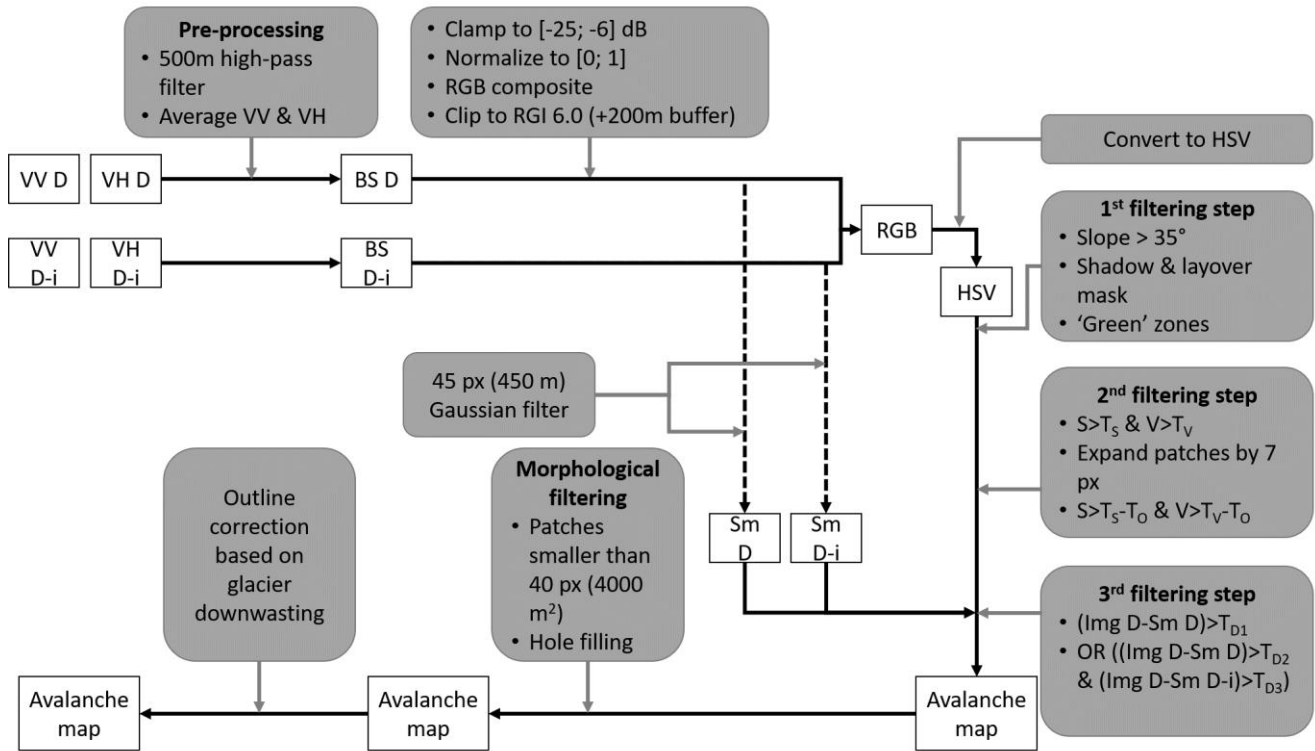 Pre-processing
• 500m high-pass
filter
• Average VV & VH
• Clamp to [-25; -6] dB
• Normalize to [0; 1]
• RGB composite
• Clip to RGI 6.0 (+200m buffer)
Convert to HSV
VV D
VH D
BS D
RGB
VV
D-i
VH
D-i
BS
D-i
HSV
1st filtering step
• Slope > 35°
• Shadow & layover
mask
• ‘Green’ zones
45 px (450 m)
Gaussian filter
2nd filtering step
• S>TS & V>TV
• Expand patches by 7
px
• S>TS-TO & V>TV-TO
Outline
correction
based on
glacier
downwasting
Morphological
filtering
• Patches
smaller than
40 px (4000
m2)
• Hole filling
Sm
D
Sm
D-i
3rd filtering step
• (Img D-Sm D)>TD1
• OR ((Img D-Sm D)>TD2
& (Img D-Sm D-i)>TD3)
Avalanche
map
Avalanche
map
Avalanche
map